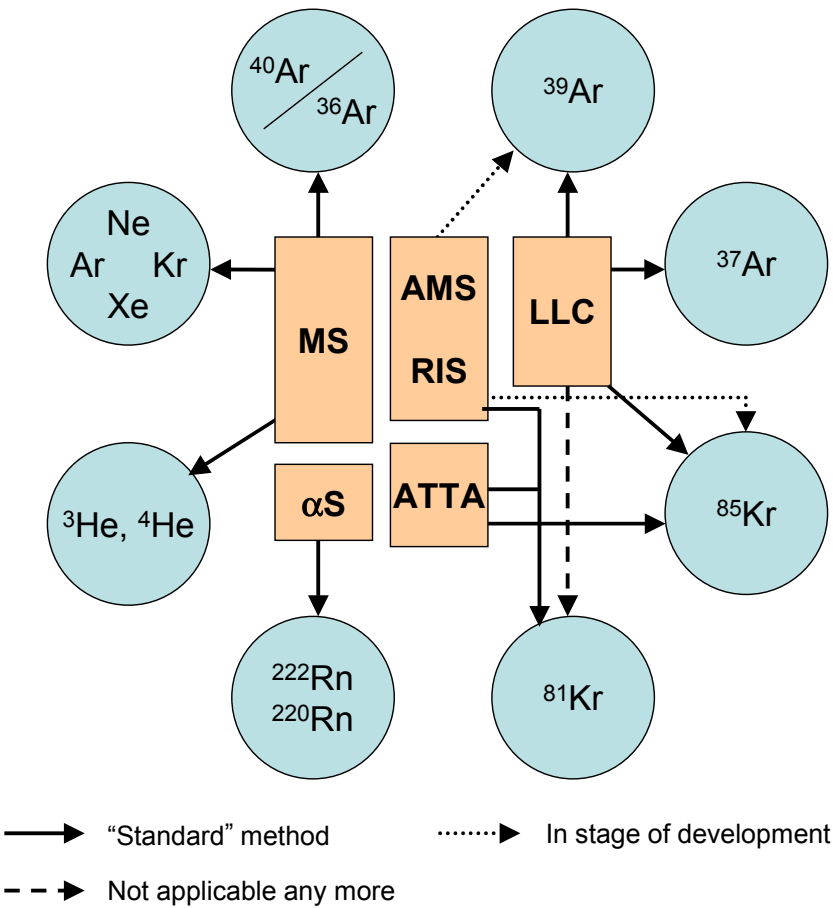 ⁴⁰Ar
³⁶Ar
³⁹Ar
Ne
Ar Kr
Xe
³⁷Ar
MS
AMS
RIS
LLC
³He, ⁴He
αS
ATTA
⁸⁵Kr
²²²Rn
²²⁰Rn
⁸¹Kr
“Standard” method
In stage of development
Not applicable any more